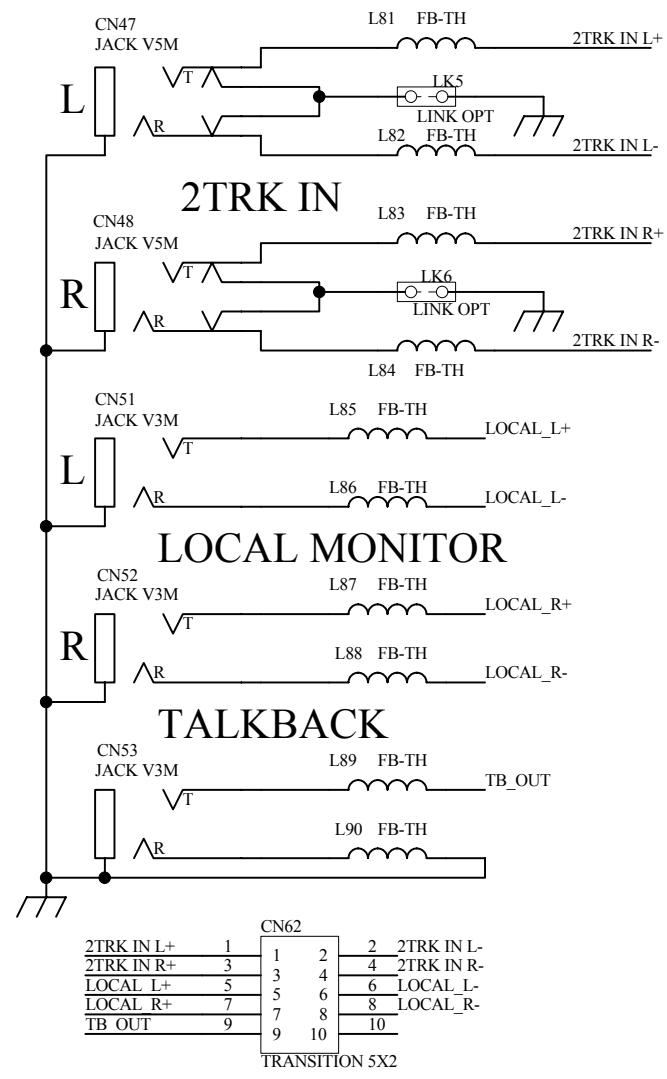 CN47
JACK V5M
L
T
R
L81 FB-TH
2TRK IN L+
LK5
LINK OPT
L82 FB-TH
2TRK IN L-
2TRK IN
CN48
JACK V5M
R
T
R
L83 FB-TH
2TRK IN R+
LK6
LINK OPT
2TRK IN R-
L84 FB-TH
CN51
JACK V3M
L
T
R
L85 FB-TH
LOCAL_L+
L86 FB-TH
LOCAL_L-
LOCAL MONITOR
CN52
JACK V3M
R
T
R
L87 FB-TH
LOCAL_R+
L88 FB-TH
LOCAL_R-
TALKBACK
CN53
JACK V3M
T
R
L89 FB-TH
TB_OUT
L90 FB-TH
CN62
2TRK IN L+ 1 1 2 2 2TRK IN L-
2TRK IN R+ 3 3 4 4 2TRK IN R-
LOCAL_L+ 5 5 6 6 LOCAL_L-
LOCAL_R+ 7 7 8 8 LOCAL_R-
TB_OUT 9 9 10 10
TRANSITION 5X2